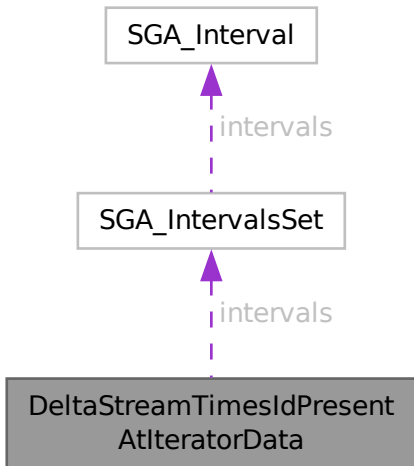 SGA_Interval
intervals
SGA_IntervalsSet
intervals
DeltaStreamTimesIdPresent
AtIteratorData